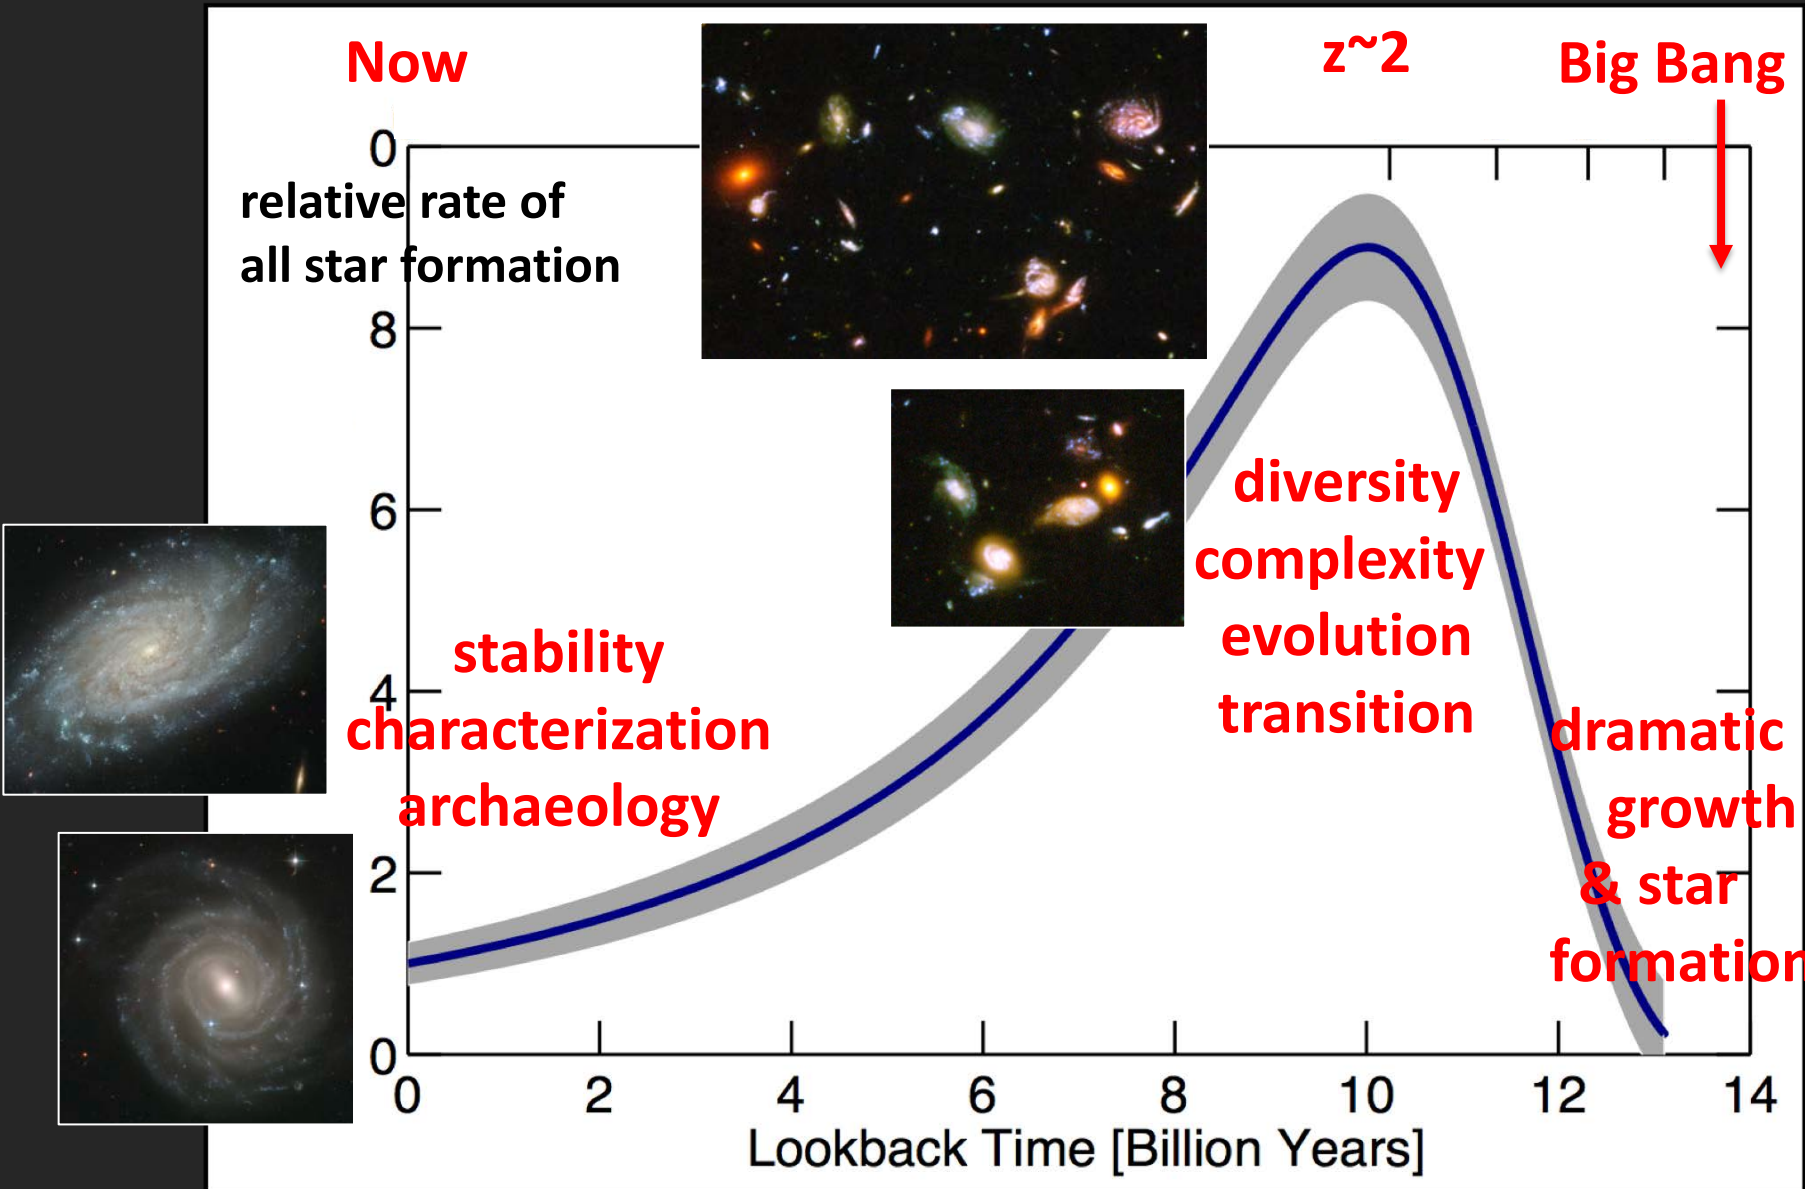 Now
z~2
Big Bang
0
relative rate of
all star formation
8
6
4
2
0
stability
characterization
archaeology
diversity
complexity
evolution
transition
dramatic
growth
& star
formation
0 2 4 6 8 10 12 14
Lookback Time [Billion Years]